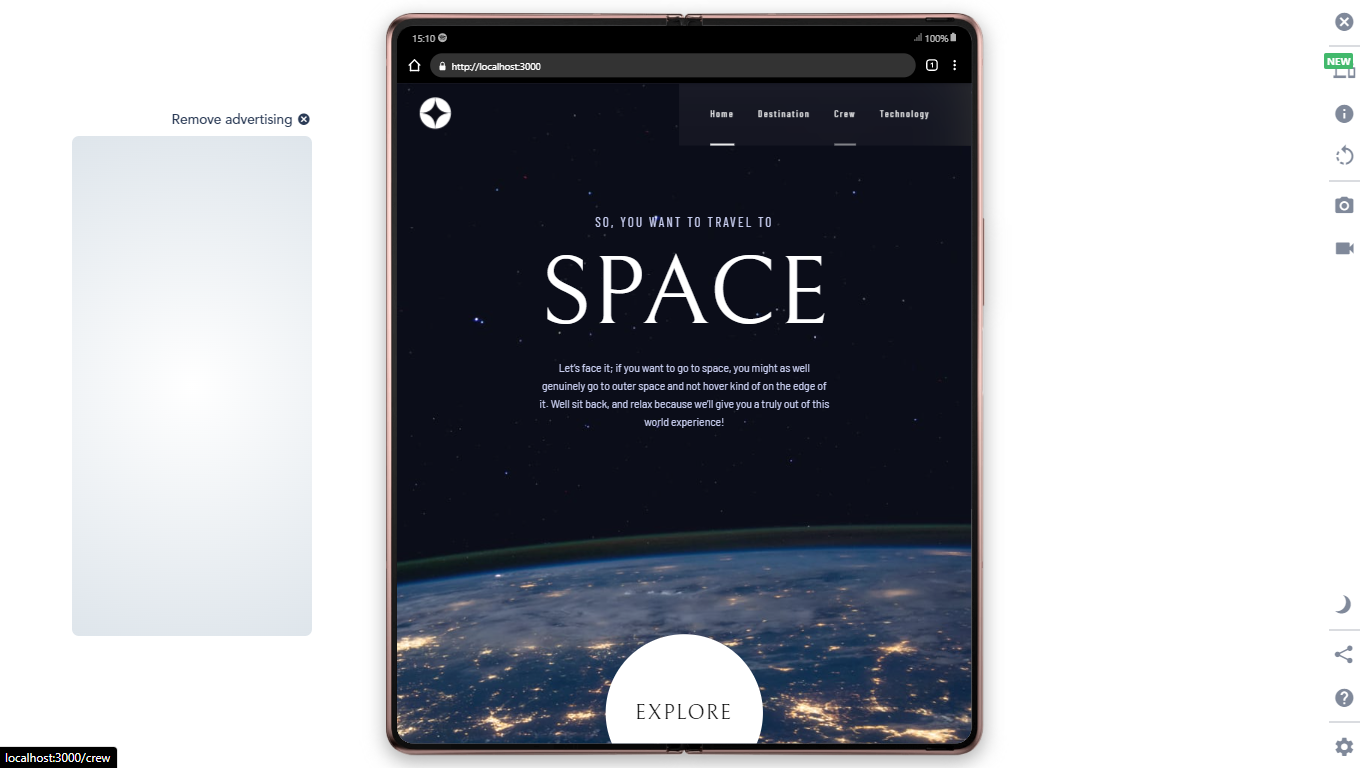 Remove advertising
15:10
100%
http://localhost:3000
1
Home Destination Crew Technology
SO, YOU WANT TO TRAVEL TO
SPACE
Let's face it; if you want to go to space, you might as well
genuinely go to outer space and not hover kind of on the edge of
it. Well sit back, and relax because we'll give you a truly out of this
world experience!
EXPLORE
NEW
localhost:3000/crew